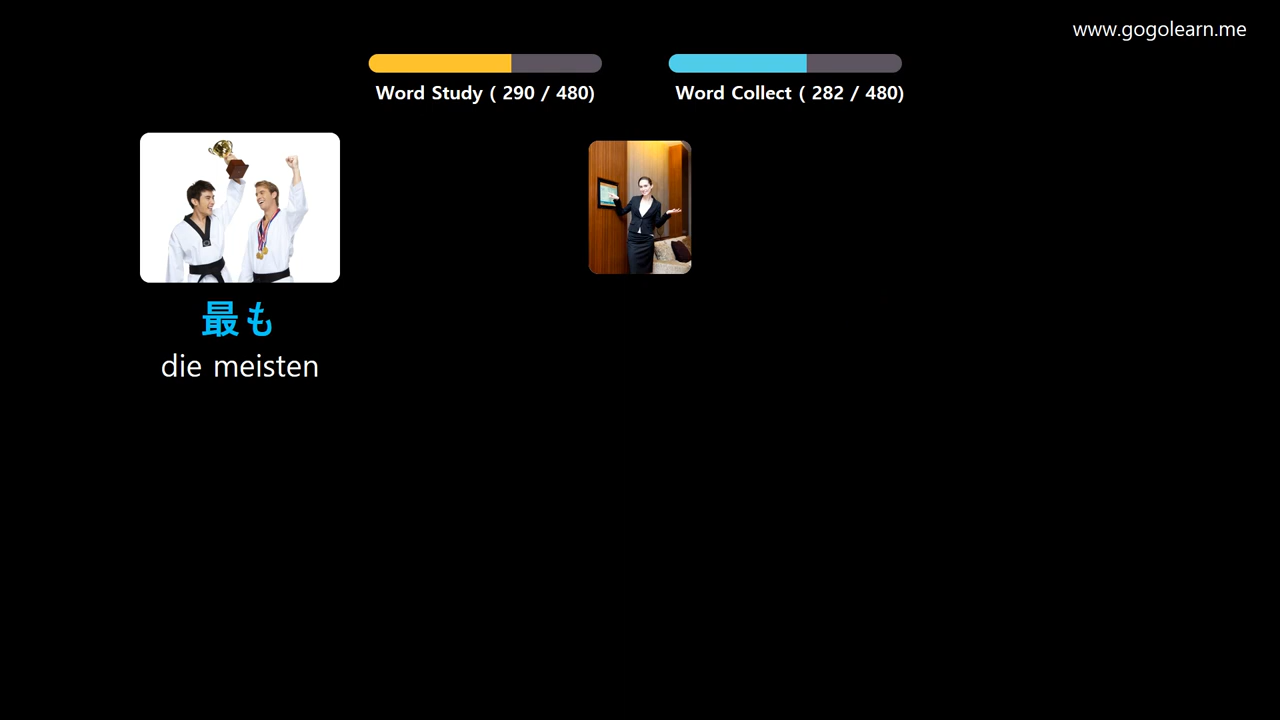 www.gogolearn.me
Word Study ( 290 / 480)
Word Collect ( 282 / 480)
最も
die meisten